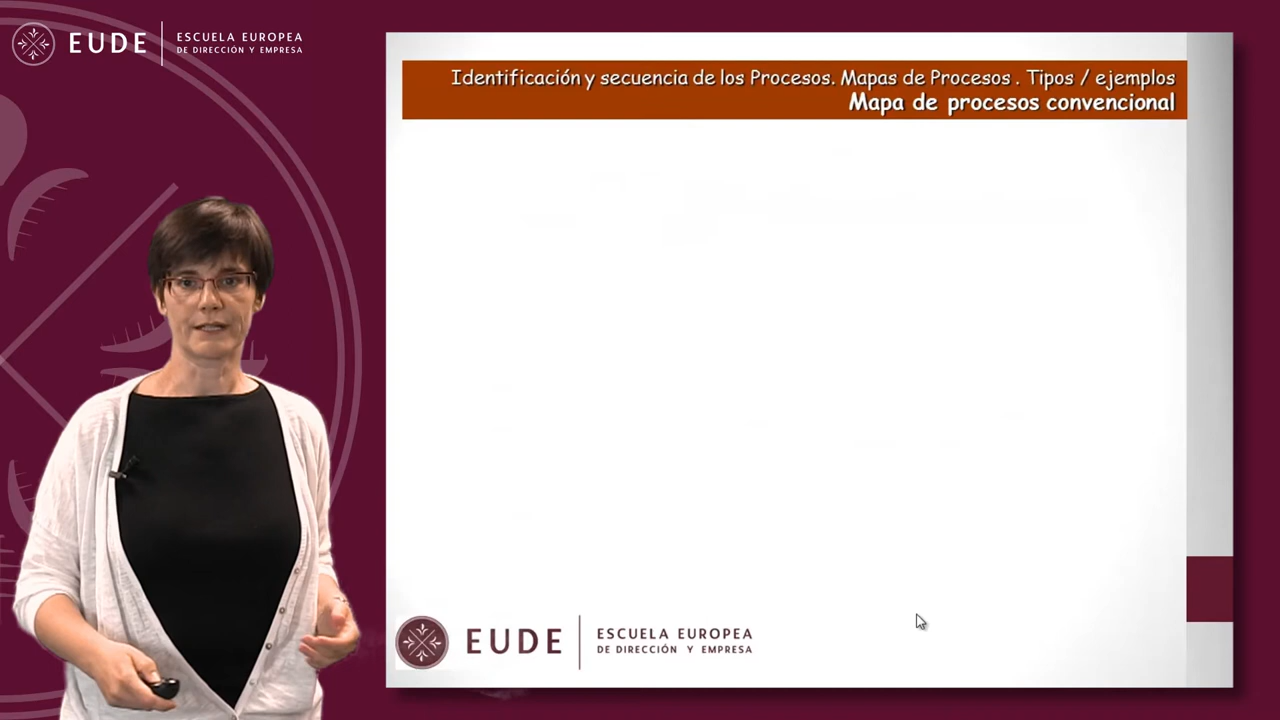 EUDE
ESCUELA EUROPEA
DE DIRECCIÓN Y EMPRESA
Identificación y secuencia de los Procesos. Mapas de Procesos . Tipos / ejemplos
Mapa de procesos convencional
EUDE
ESCUELA EUROPEA
DE DIRECCIÓN Y EMPRESA